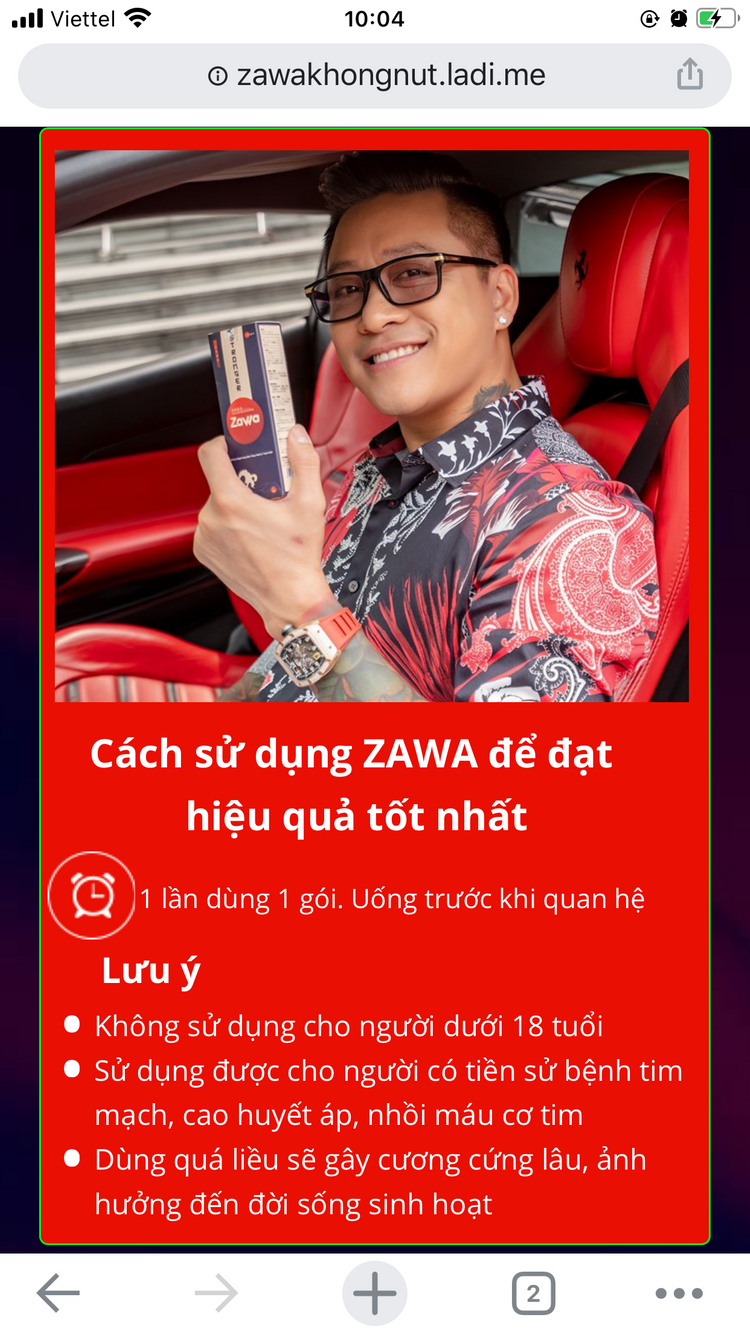 Viettel
10:04
zawakhongnut.ladi.me
STRONGER
Zawa
Cách sử dụng ZAWA để đạt
hiệu quả tốt nhất
1 lần dùng 1 gói. Uống trước khi quan hệ
Lưu ý
Không sử dụng cho người dưới 18 tuổi
Sử dụng được cho người có tiền sử bệnh tim
mạch, cao huyết áp, nhồi máu cơ tim
Dùng quá liều sẽ gây cương cứng lâu, ảnh
hưởng đến đời sống sinh hoạt
2